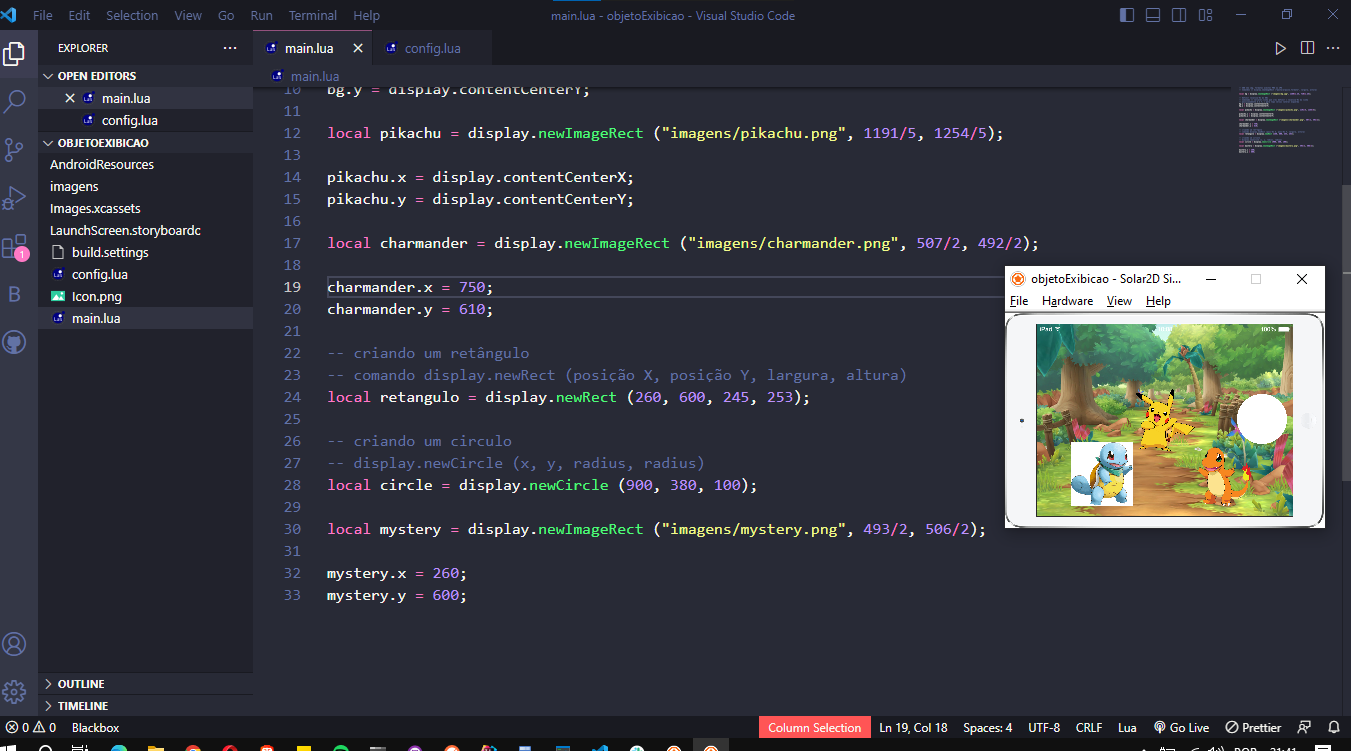 File Edit Selection View Go Run Terminal Help
main.lua - objetoExibicao - Visual Studio Code
EXPLORER
main.lua
config.lua
OPEN EDITORS
main.lua
main.lua
config.lua
OBJETOEXIBICAO
AndroidResources
imagens
Images.xcassets
LaunchScreen.storyboardc
build.settings
config.lua
Icon.png
main.lua
OUTLINE
TIMELINE
10 bg.y = display.contentCenterY;
11
12 local pikachu = display.newImageRect ("imagens/pikachu.png", 1191/5, 1254/5);
13
14 pikachu.x = display.contentCenterX;
15 pikachu.y = display.contentCenterY;
16
17 local charmander = display.newImageRect ("imagens/charmander.png", 507/2, 492/2);
18
19 charmander.x = 750;
20 charmander.y = 610;
21
22 -- criando um retângulo
23 -- comando display.newRect (posição X, posição Y, largura, altura)
24 local retangulo = display.newRect (260, 600, 245, 253);
25
26 -- criando um circulo
27 -- display.newCircle (x, y, radius, radius)
28 local circle = display.newCircle (900, 380, 100);
29
30 local mystery = display.newImageRect ("imagens/mystery.png", 493/2, 506/2);
31
32 mystery.x = 260;
33 mystery.y = 600;
objetoExibicao - Solar2D Si...
File Hardware View Help
iPad
100%
1
B
0 0 Blackbox
Column Selection Ln 19, Col 18 Spaces: 4 UTF-8 CRLF Lua Go Live Prettier